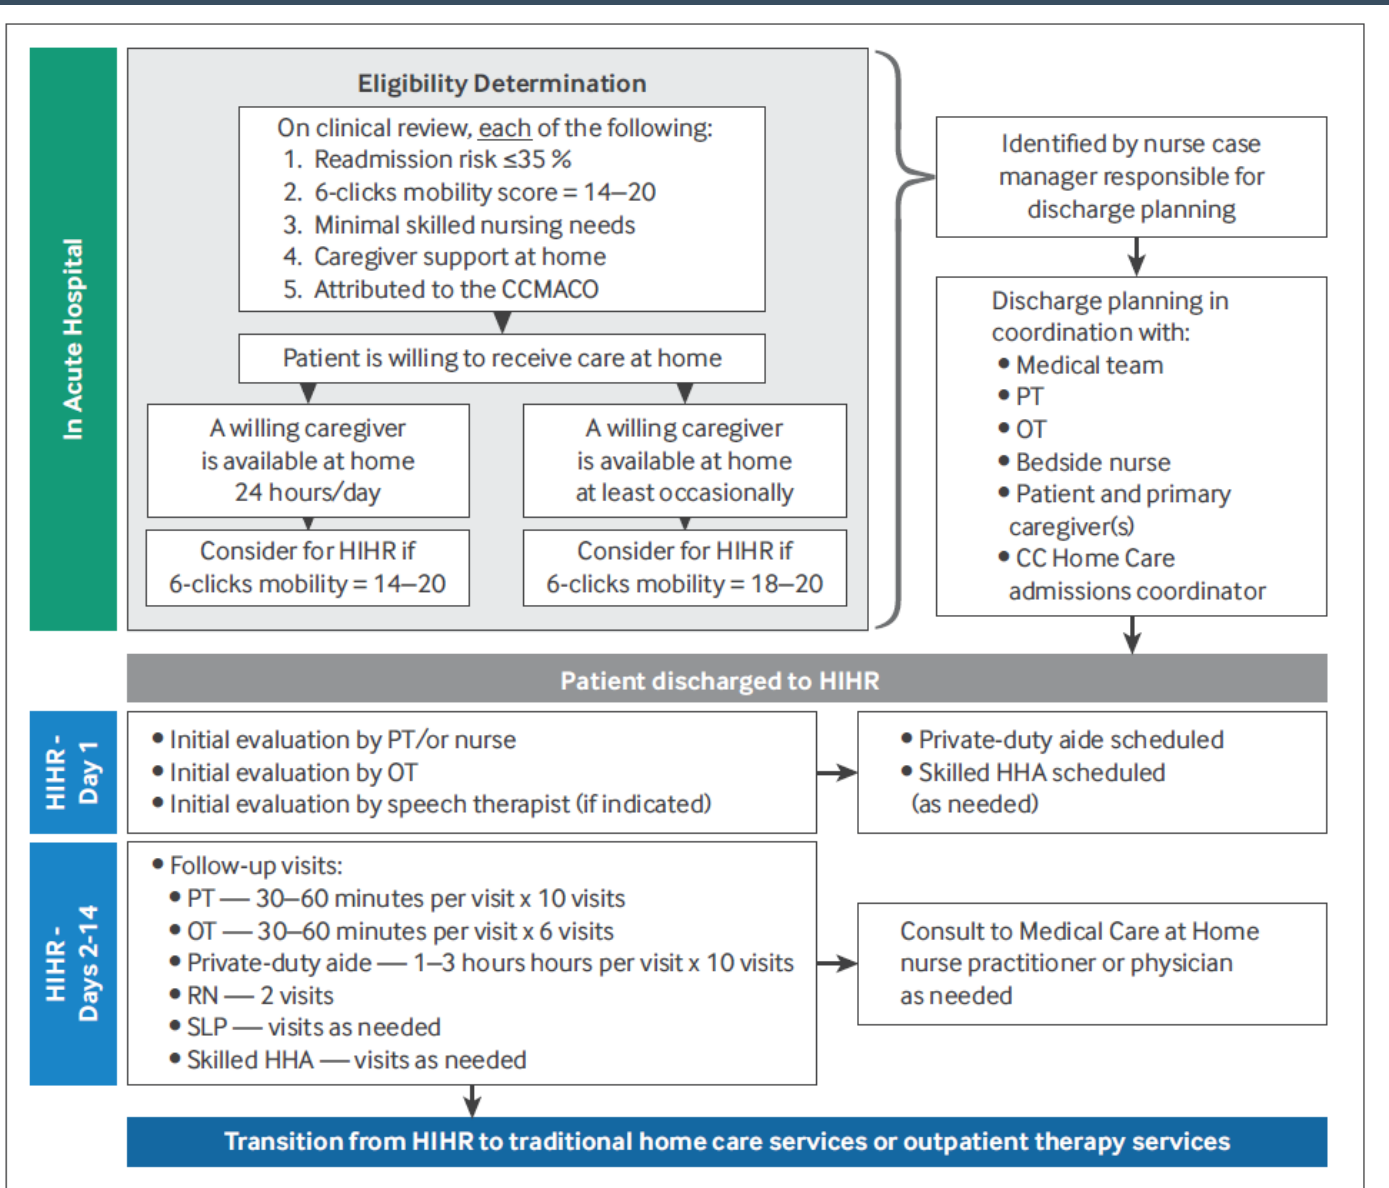 In Acute Hospital
Eligibility Determination
On clinical review, each of the following:
1. Readmission risk ≤35 %
2. 6-clicks mobility score = 14–20
3. Minimal skilled nursing needs
4. Caregiver support at home
5. Attributed to the CCMACO
Patient is willing to receive care at home
A willing caregiver
is available at home
24 hours/day
Consider for HIHR if
6-clicks mobility = 14–20
A willing caregiver
is available at home
at least occasionally
Consider for HIHR if
6-clicks mobility = 18–20
Identified by nurse case
manager responsible for
discharge planning
Discharge planning in
coordination with:
• Medical team
• PT
• OT
• Bedside nurse
• Patient and primary
caregiver(s)
• CC Home Care
admissions coordinator
Patient discharged to HIHR
HIHR -
Day 1
• Initial evaluation by PT/or nurse
• Initial evaluation by OT
• Initial evaluation by speech therapist (if indicated)
• Private-duty aide scheduled
• Skilled HHA scheduled
(as needed)
HIHR -
Days 2-14
• Follow-up visits:
• PT — 30–60 minutes per visit x 10 visits
• OT — 30–60 minutes per visit x 6 visits
• Private-duty aide — 1–3 hours hours per visit x 10 visits
• RN — 2 visits
• SLP — visits as needed
• Skilled HHA — visits as needed
Consult to Medical Care at Home
nurse practitioner or physician
as needed
Transition from HIHR to traditional home care services or outpatient therapy services